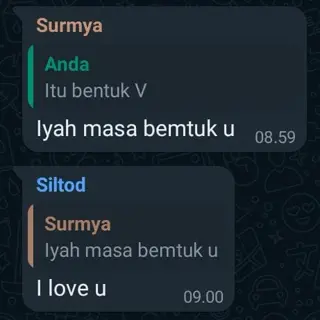 Surmya
Anda
Itu bentuk V
Iyah masa bemtuk u
08.59
Siltod
Surmya
Iyah masa bemtuk u
I love u
09.00